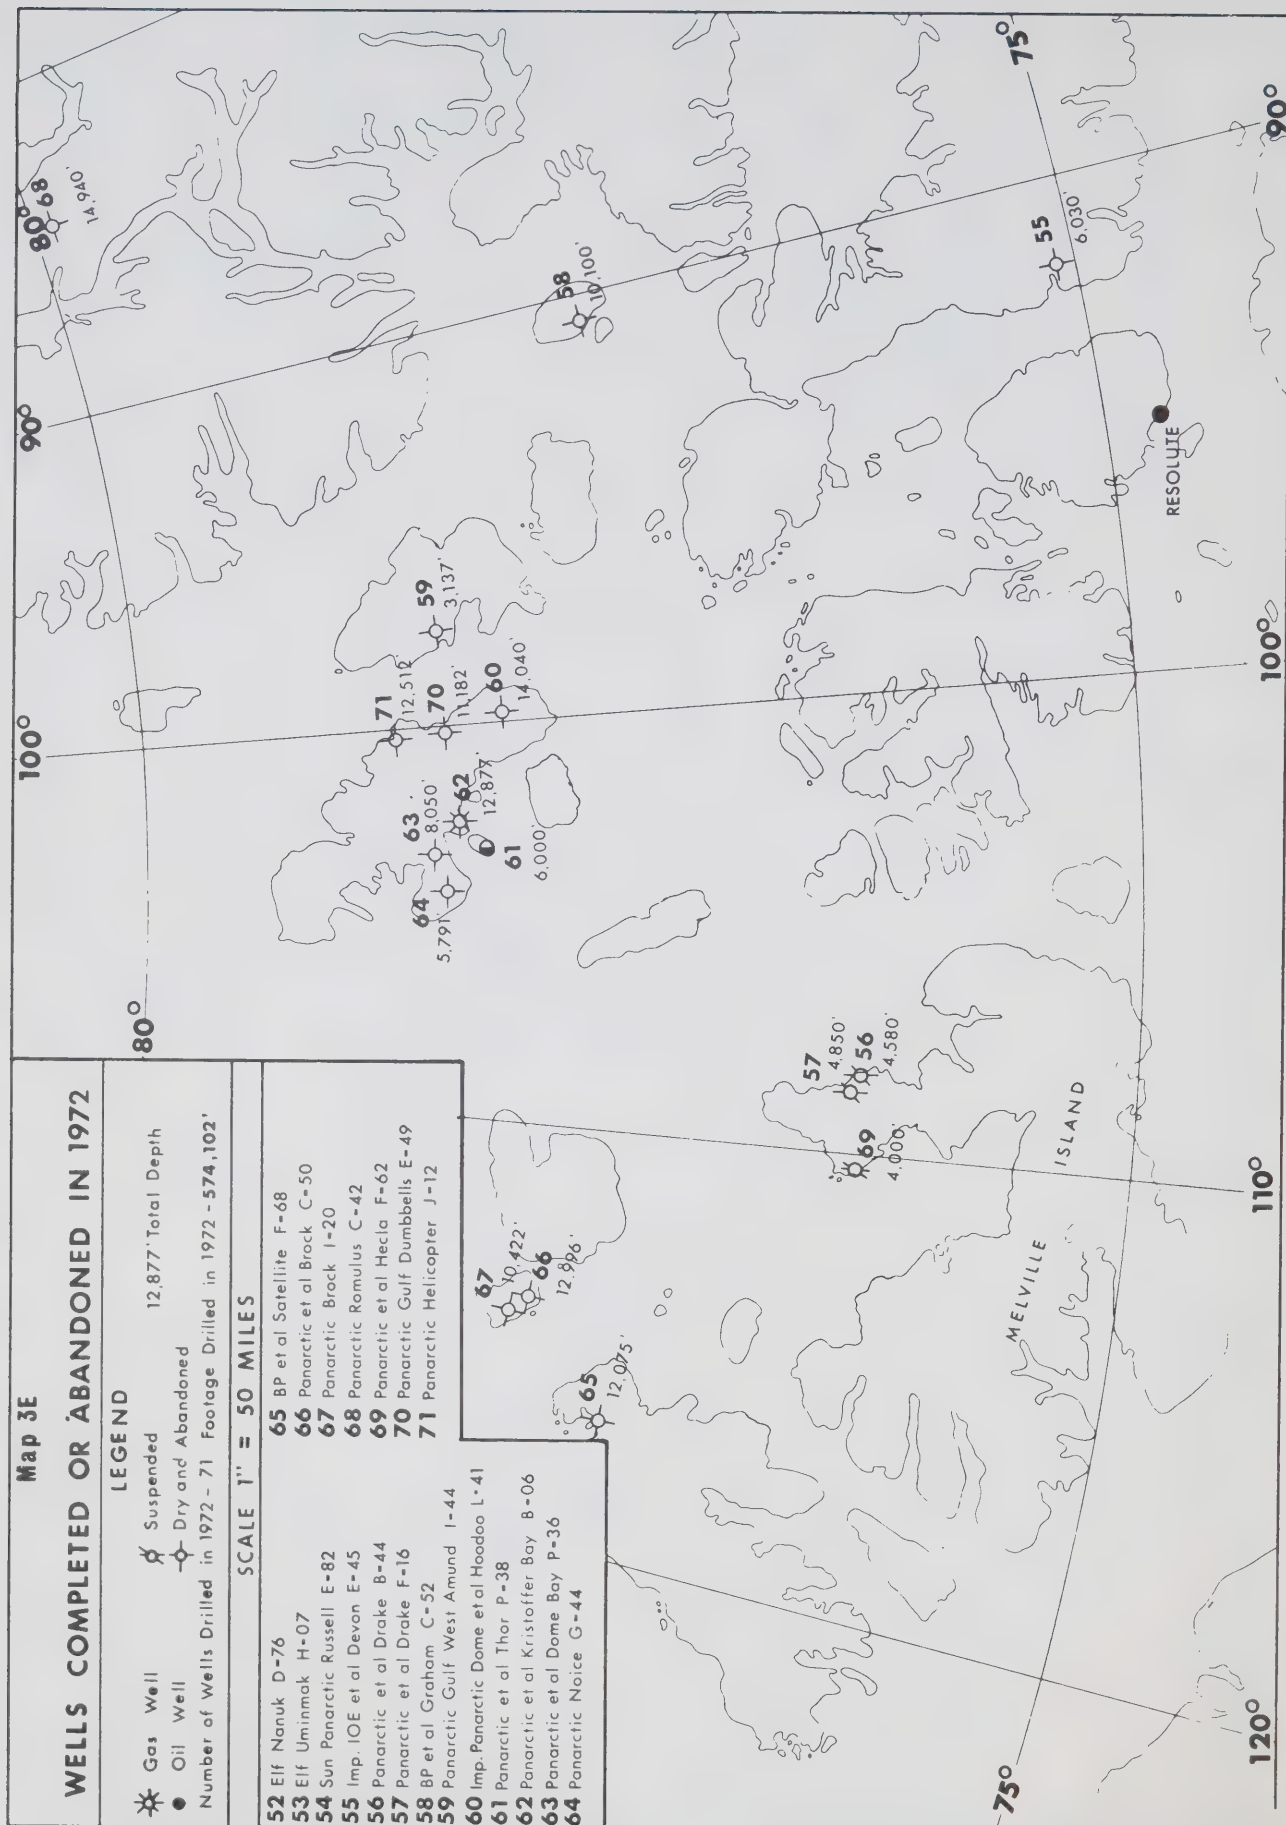 Map 3E
WELLS COMPLETED OR ABANDONED IN 1972
LEGEND
Gas Well
Suspended
12,877' Total Depth
Oil Well
Dry and Abandoned
Number of Wells Drilled in 1972 - 71 Footage Drilled in 1972 - 574,102'
SCALE 1" = 50 MILES
52 Elf Nanuk D-76
53 Elf Uminmak H-07
54 Sun Panarctic Russell E-82
55 Imp. IOE et al Devon E-45
56 Panarctic et al Drake B-44
57 Panarctic et al Drake F-16
58 BP et al Graham C-52
59 Panarctic Gulf West Amund I-44
60 Imp. Panarctic Dome et al Hoodoo L-41
61 Panarctic et al Thor P-38
62 Panarctic et al Kristoffer Bay B-06
63 Panarctic et al Dome Bay P-36
64 Panarctic Noice G-44
65 BP et al Satellite F-68
66 Panarctic et al Brock C-50
67 Panarctic Brock I-20
68 Panarctic Romulus C-42
69 Panarctic et al Hecla F-62
70 Panarctic Gulf Dumbbells E-49
71 Panarctic Helicopter J-12
80°
100°
90°
80°
68
14,940'
71
12,512'
59
3,137'
70
11,182'
60
14,040'
63
8,050'
62
12,877'
64
5,791'
61
6,000'
58
10,100'
67
10,422'
66
12,996'
65
12,075'
57
4,850'
56
4,580'
69
4,000'
55
6,030'
75°
MELVILLE
ISLAND
RESOLUTE
75°
120°
110°
100°
90°